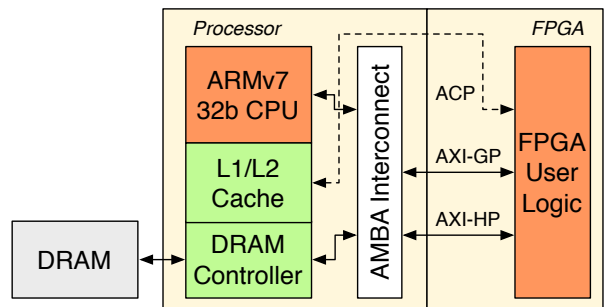 Processor
FPGA
ARMv7
32b CPU
L1/L2
Cache
DRAM
Controller
DRAM
AMBA Interconnect
ACP
AXI-GP
AXI-HP
FPGA
User
Logic